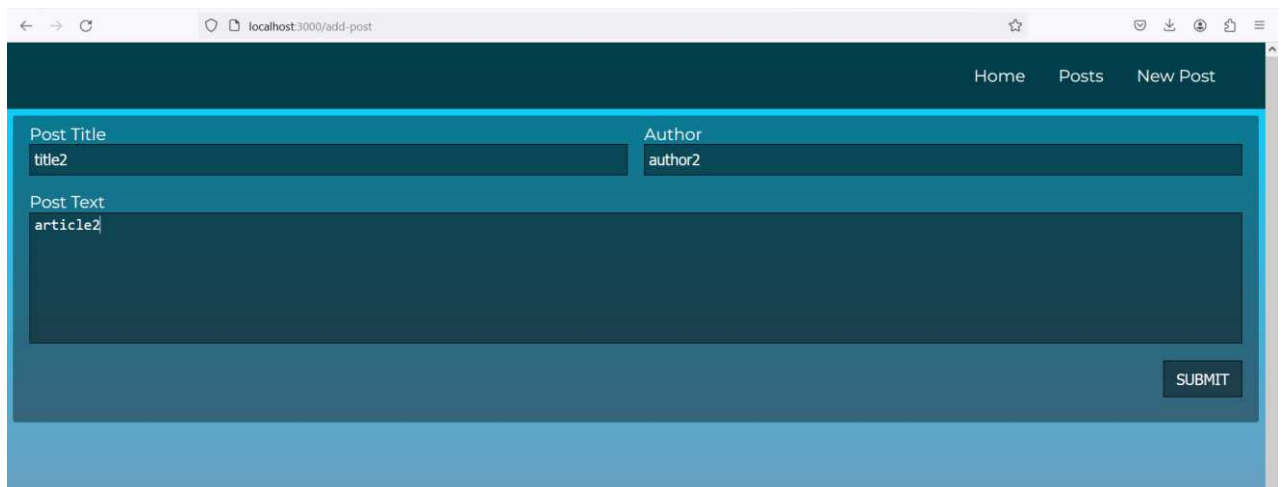 localhost:3000/add-post
Home Posts New Post
Post Title Author
title2 author2
Post Text
article2
SUBMIT